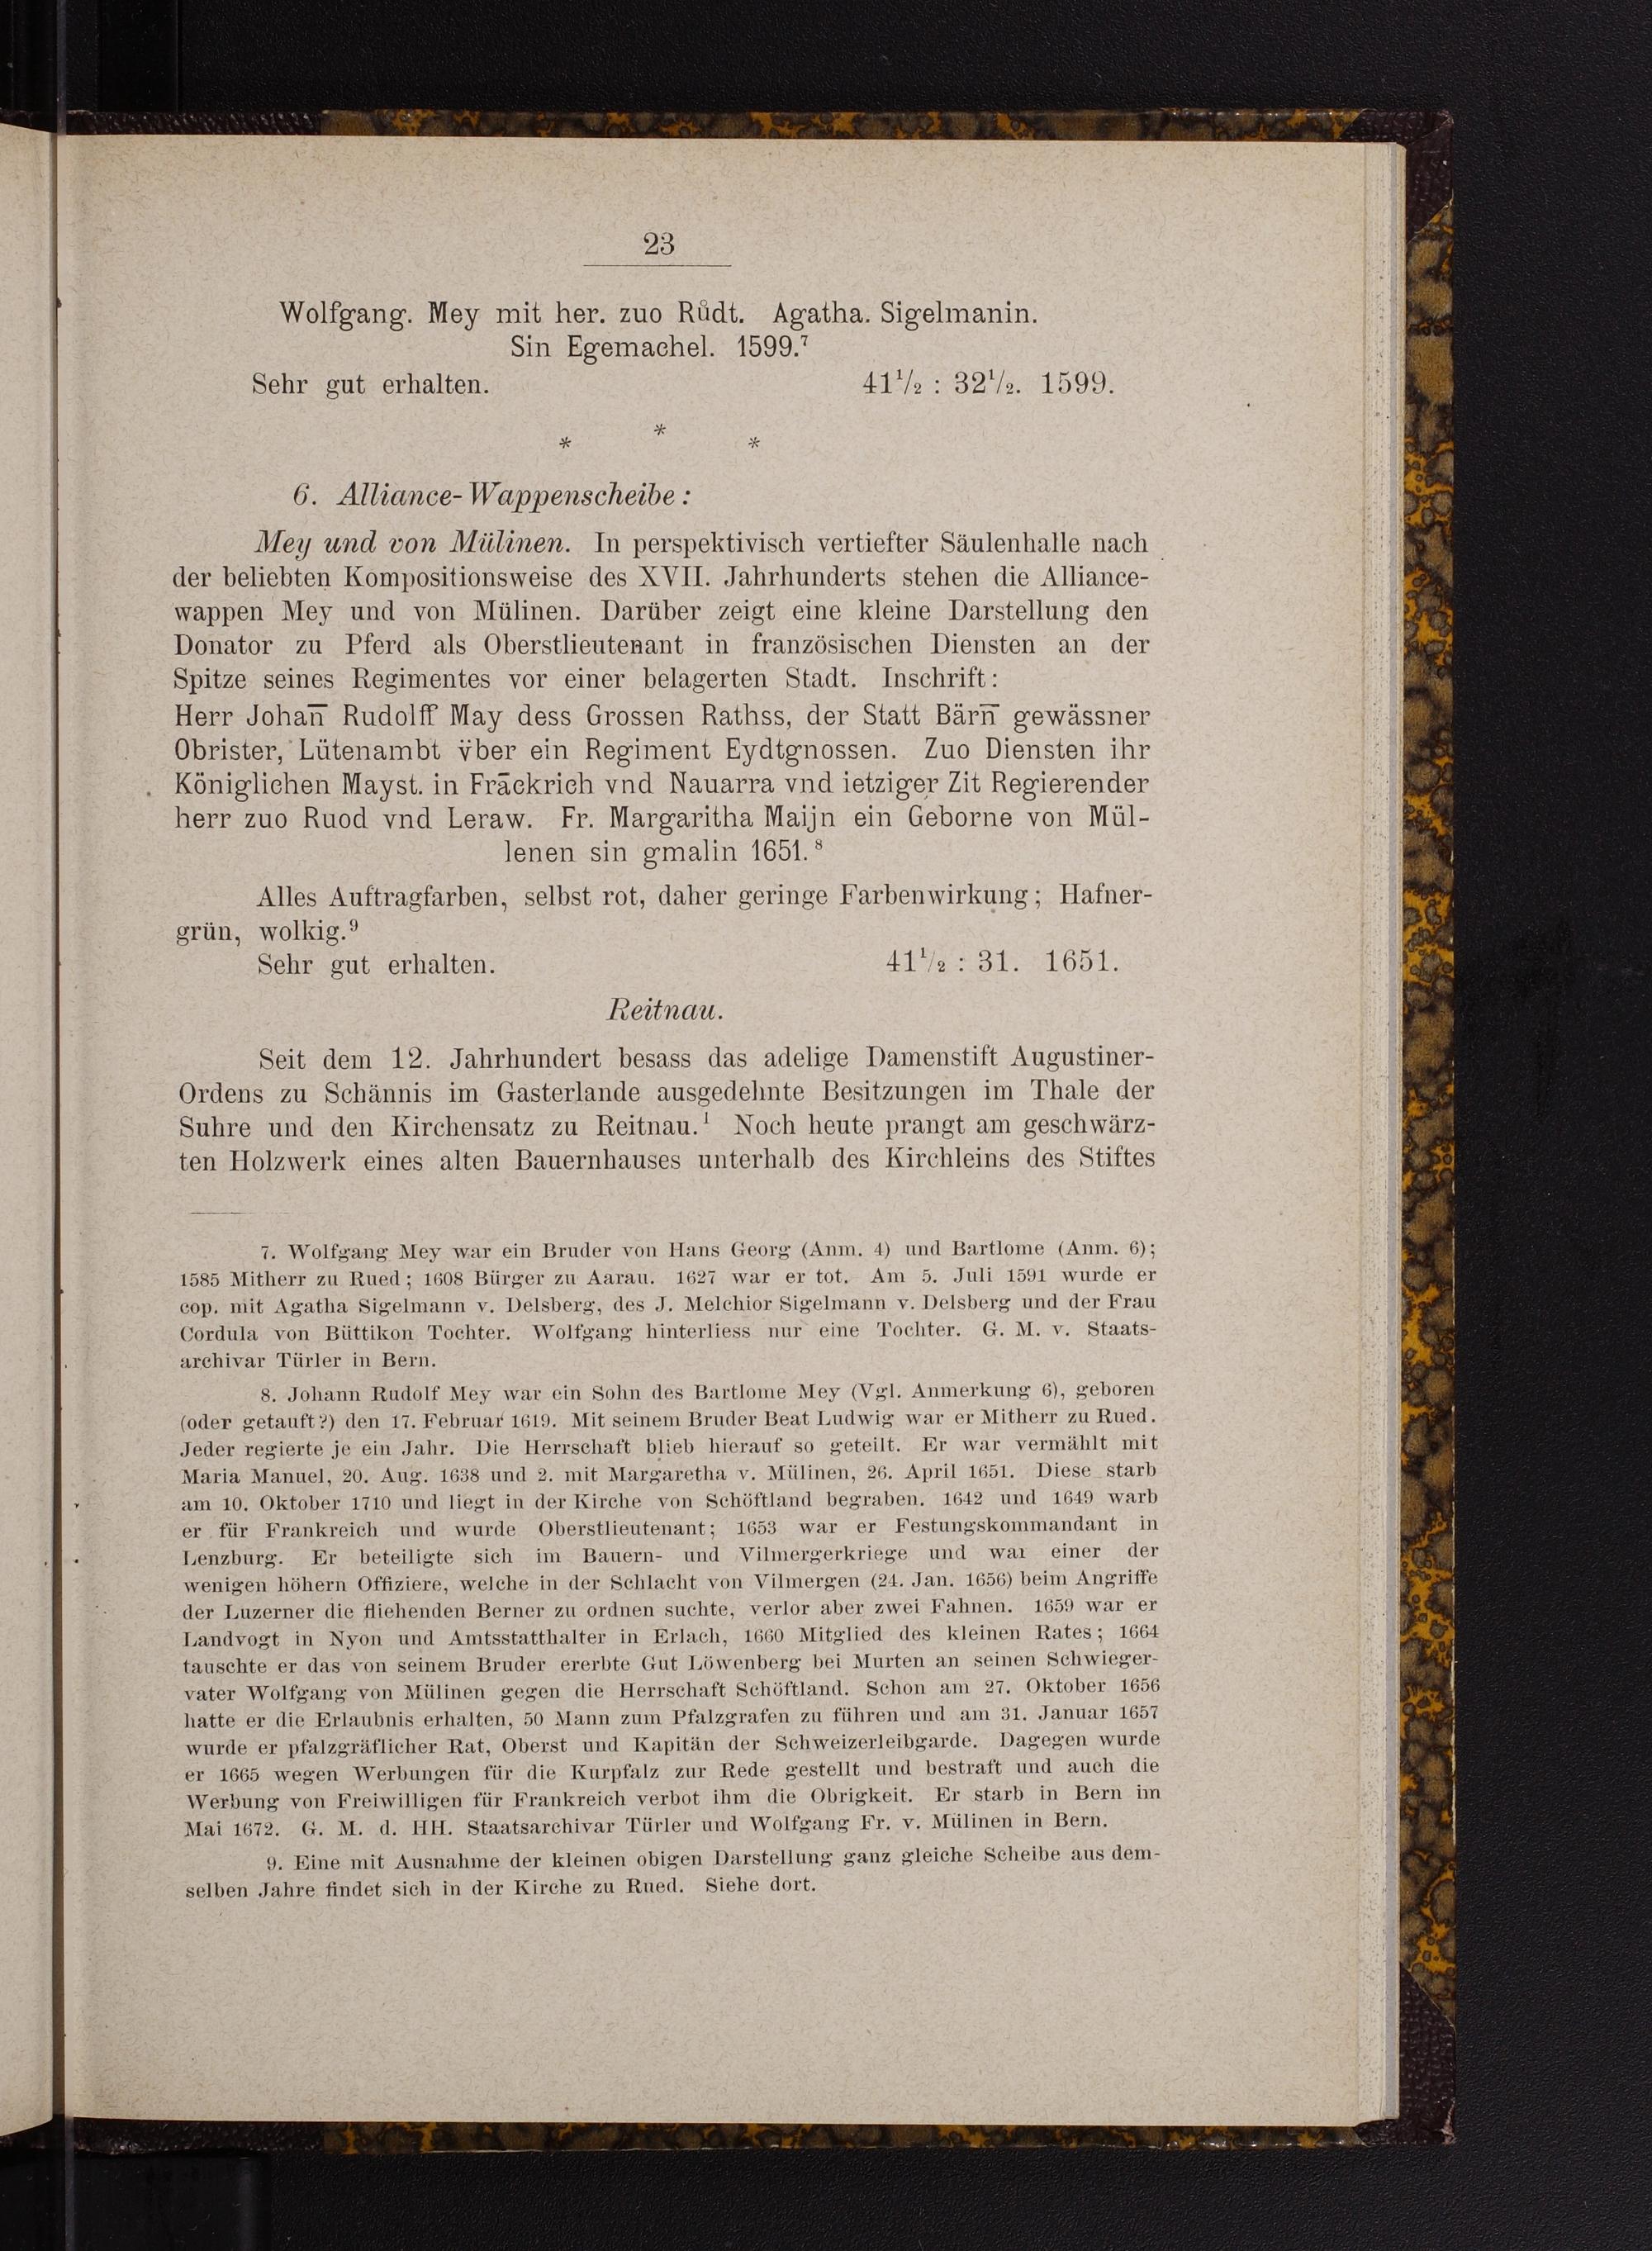 23
Wolfgang. Mey mit her. zuo Růdt. Agatha. Sigelmanin.
Sin Egemachel. 1599.⁷
Sehr gut erhalten. 41¹/₂ : 32¹/₂. 1599.
* * *
6. Alliance-Wappenscheibe:
Mey und von Mülinen. In perspektivisch vertiefter Säulenhalle nach
der beliebten Kompositionsweise des XVII. Jahrhunderts stehen die Alliance-
wappen Mey und von Mülinen. Darüber zeigt eine kleine Darstellung den
Donator zu Pferd als Oberstlieutenant in französischen Diensten an der
Spitze seines Regimentes vor einer belagerten Stadt. Inschrift:
Herr Johan̄ Rudolff May dess Grossen Rathss, der Statt Bärn̄ gewässner
Obrister, Lütenambt v̈ber ein Regiment Eydtgnossen. Zuo Diensten ihr
Königlichen Mayst. in Frāckrich vnd Nauarra vnd ietziger Zit Regierender
herr zuo Ruod vnd Leraw. Fr. Margaritha Maijn ein Geborne von Mül-
lenen sin gmalin 1651.⁸
Alles Auftragfarben, selbst rot, daher geringe Farbenwirkung; Hafner-
grün, wolkig.⁹
Sehr gut erhalten. 41¹/₂ : 31. 1651.
Reitnau.
Seit dem 12. Jahrhundert besass das adelige Damenstift Augustiner-
Ordens zu Schännis im Gasterlande ausgedehnte Besitzungen im Thale der
Suhre und den Kirchensatz zu Reitnau.¹ Noch heute prangt am geschwärz-
ten Holzwerk eines alten Bauernhauses unterhalb des Kirchleins des Stiftes
7. Wolfgang Mey war ein Bruder von Hans Georg (Anm. 4) und Bartlome (Anm. 6);
1585 Mitherr zu Rued; 1608 Bürger zu Aarau. 1627 war er tot. Am 5. Juli 1591 wurde er
cop. mit Agatha Sigelmann v. Delsberg, des J. Melchior Sigelmann v. Delsberg und der Frau
Cordula von Büttikon Tochter. Wolfgang hinterliess nur eine Tochter. G. M. v. Staats-
archivar Türler in Bern.
8. Johann Rudolf Mey war ein Sohn des Bartlome Mey (Vgl. Anmerkung 6), geboren
(oder getauft?) den 17. Februar 1619. Mit seinem Bruder Beat Ludwig war er Mitherr zu Rued.
Jeder regierte je ein Jahr. Die Herrschaft blieb hierauf so geteilt. Er war vermählt mit
Maria Manuel, 20. Aug. 1638 und 2. mit Margaretha v. Mülinen, 26. April 1651. Diese starb
am 10. Oktober 1710 und liegt in der Kirche von Schöftland begraben. 1642 und 1649 warb
er für Frankreich und wurde Oberstlieutenant; 1653 war er Festungskommandant in
Lenzburg. Er beteiligte sich im Bauern- und Vilmergerkriege und war einer der
wenigen höhern Offiziere, welche in der Schlacht von Vilmergen (24. Jan. 1656) beim Angriffe
der Luzerner die fliehenden Berner zu ordnen suchte, verlor aber zwei Fahnen. 1659 war er
Landvogt in Nyon und Amtsstatthalter in Erlach, 1660 Mitglied des kleinen Rates; 1664
tauschte er das von seinem Bruder ererbte Gut Löwenberg bei Murten an seinen Schwieger-
vater Wolfgang von Mülinen gegen die Herrschaft Schöftland. Schon am 27. Oktober 1656
hatte er die Erlaubnis erhalten, 50 Mann zum Pfalzgrafen zu führen und am 31. Januar 1657
wurde er pfalzgräflicher Rat, Oberst und Kapitän der Schweizerleibgarde. Dagegen wurde
er 1665 wegen Werbungen für die Kurpfalz zur Rede gestellt und bestraft und auch die
Werbung von Freiwilligen für Frankreich verbot ihm die Obrigkeit. Er starb in Bern im
Mai 1672. G. M. d. HH. Staatsarchivar Türler und Wolfgang Fr. v. Mülinen in Bern.
9. Eine mit Ausnahme der kleinen obigen Darstellung ganz gleiche Scheibe aus dem-
selben Jahre findet sich in der Kirche zu Rued. Siehe dort.